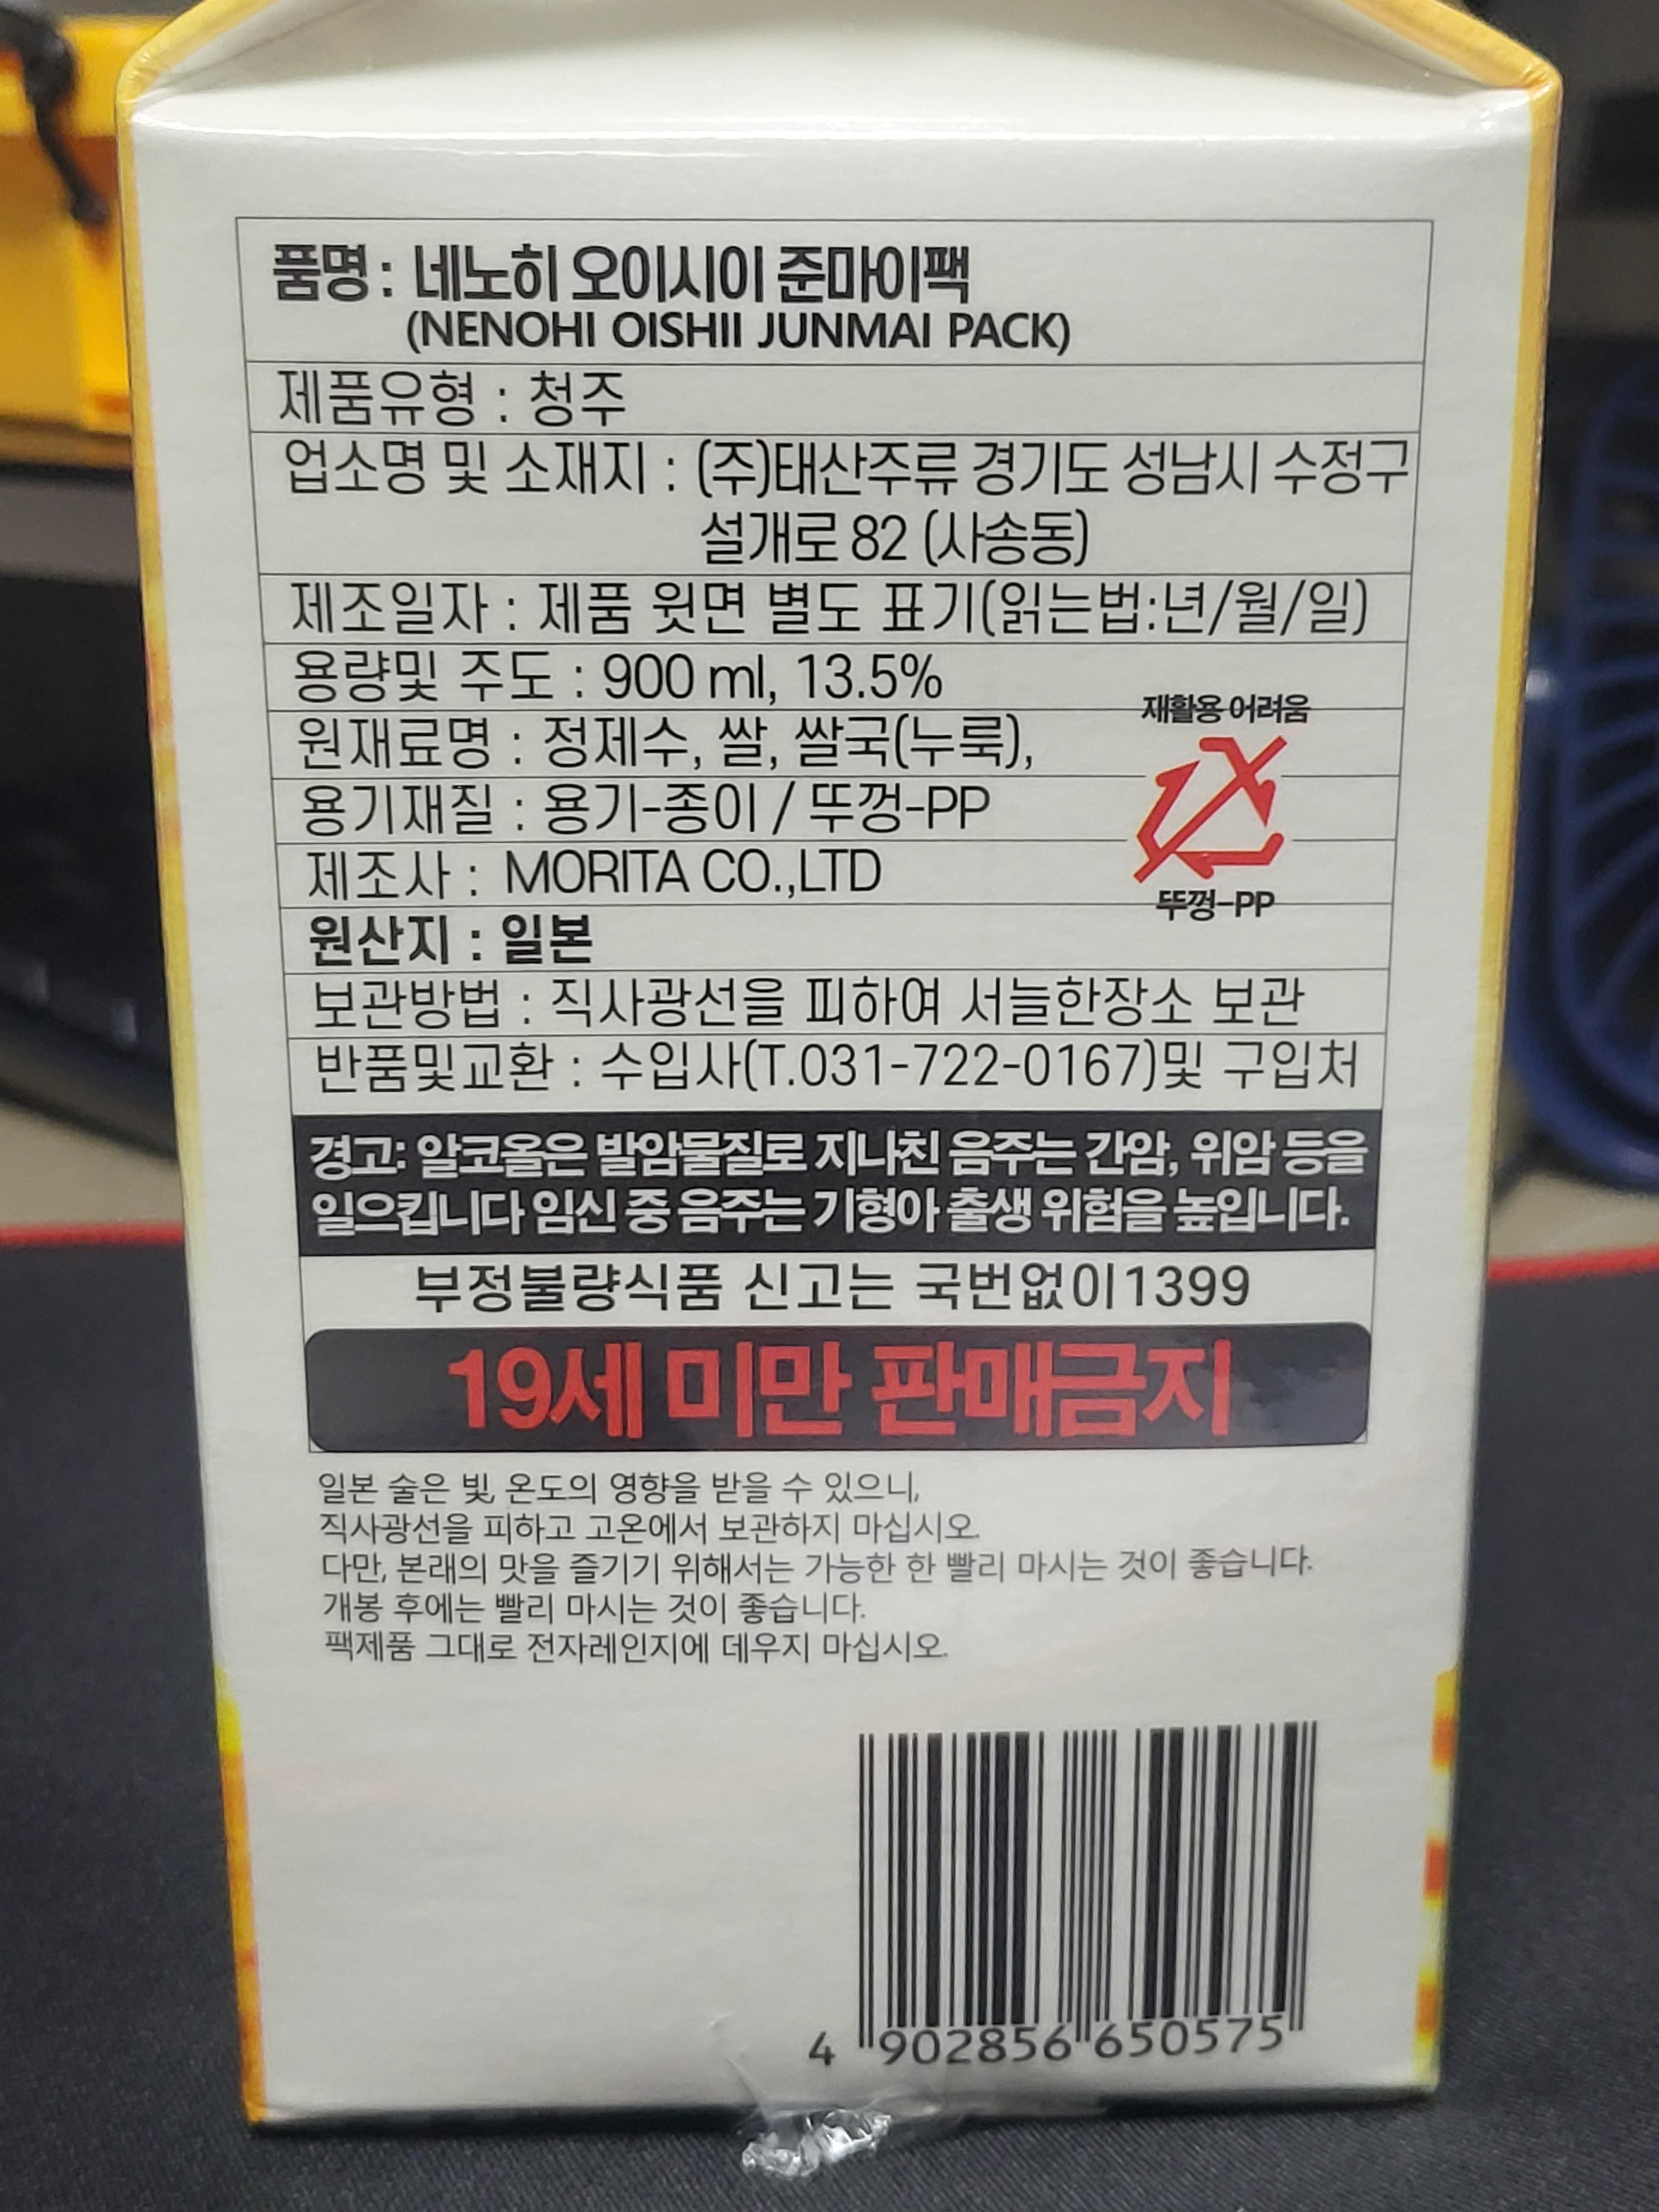 품명 : 네노히 오이시이 준마이팩
(NENOHI OISHII JUNMAI PACK)
제품유형 : 청주
업소명 및 소재지 : (주)태산주류 경기도 성남시 수정구
설개로 82 (사송동)
제조일자 : 제품 윗면 별도 표기(읽는법:년/월/일)
용량및 주도 : 900 ml, 13.5%
재활용 어려움
원재료명 : 정제수, 쌀, 쌀국(누룩),
용기재질 : 용기-종이 / 뚜껑-PP
제조사 : MORITA CO.,LTD
뚜껑-PP
원산지 : 일본
보관방법 : 직사광선을 피하여 서늘한장소 보관
반품및교환 : 수입사(T.031-722-0167)및 구입처
경고: 알코올은 발암물질로 지나친 음주는 간암, 위암 등을
일으킵니다 임신 중 음주는 기형아 출생 위험을 높입니다.
부정불량식품 신고는 국번없이1399
19세 미만 판매금지
일본 술은 빛, 온도의 영향을 받을 수 있으니,
직사광선을 피하고 고온에서 보관하지 마십시오.
다만, 본래의 맛을 즐기기 위해서는 가능한 한 빨리 마시는 것이 좋습니다.
개봉 후에는 빨리 마시는 것이 좋습니다.
팩제품 그대로 전자레인지에 데우지 마십시오.
4 902856 650575